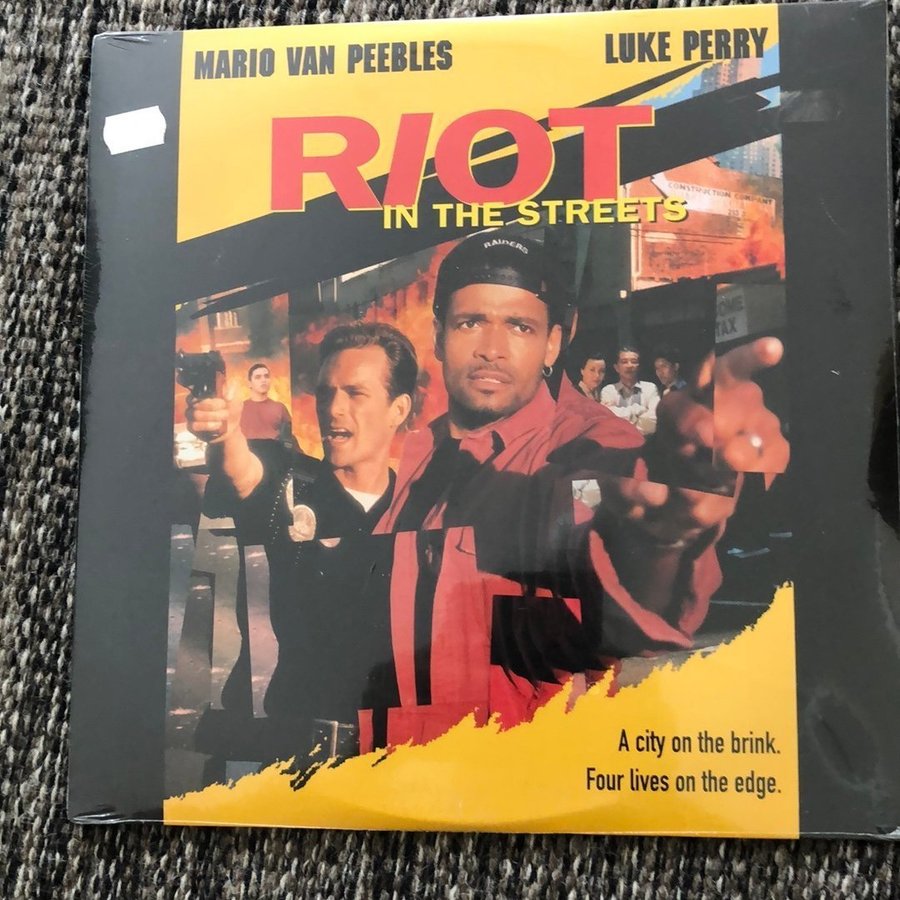 MARIO VAN PEEBLES
LUKE PERRY
RIOT
IN THE STREETS
CONSTRUCTION COMPANY
RAIDERS
TAX
A city on the brink.
Four lives on the edge.